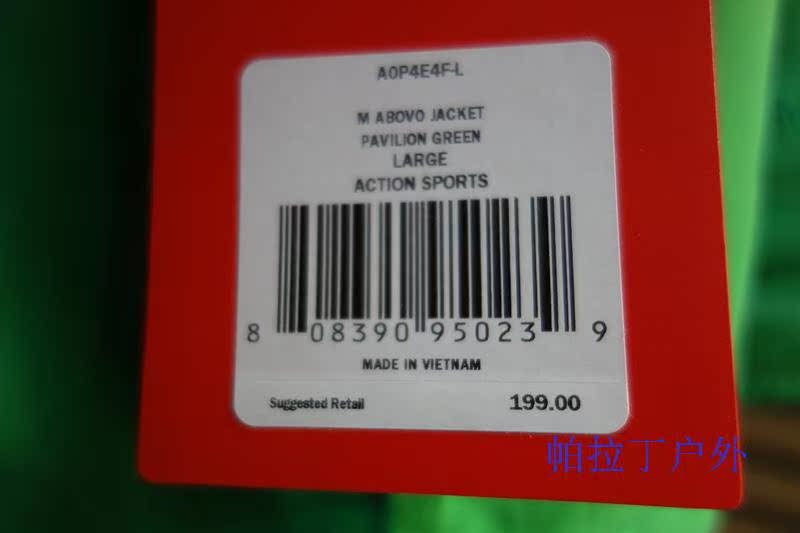 A0P4E4F-L
M ABOVO JACKET
PAVILION GREEN
LARGE
ACTION SPORTS
8 08390 95023 9
MADE IN VIETNAM
Suggested Retail 199.00
帕拉丁户外